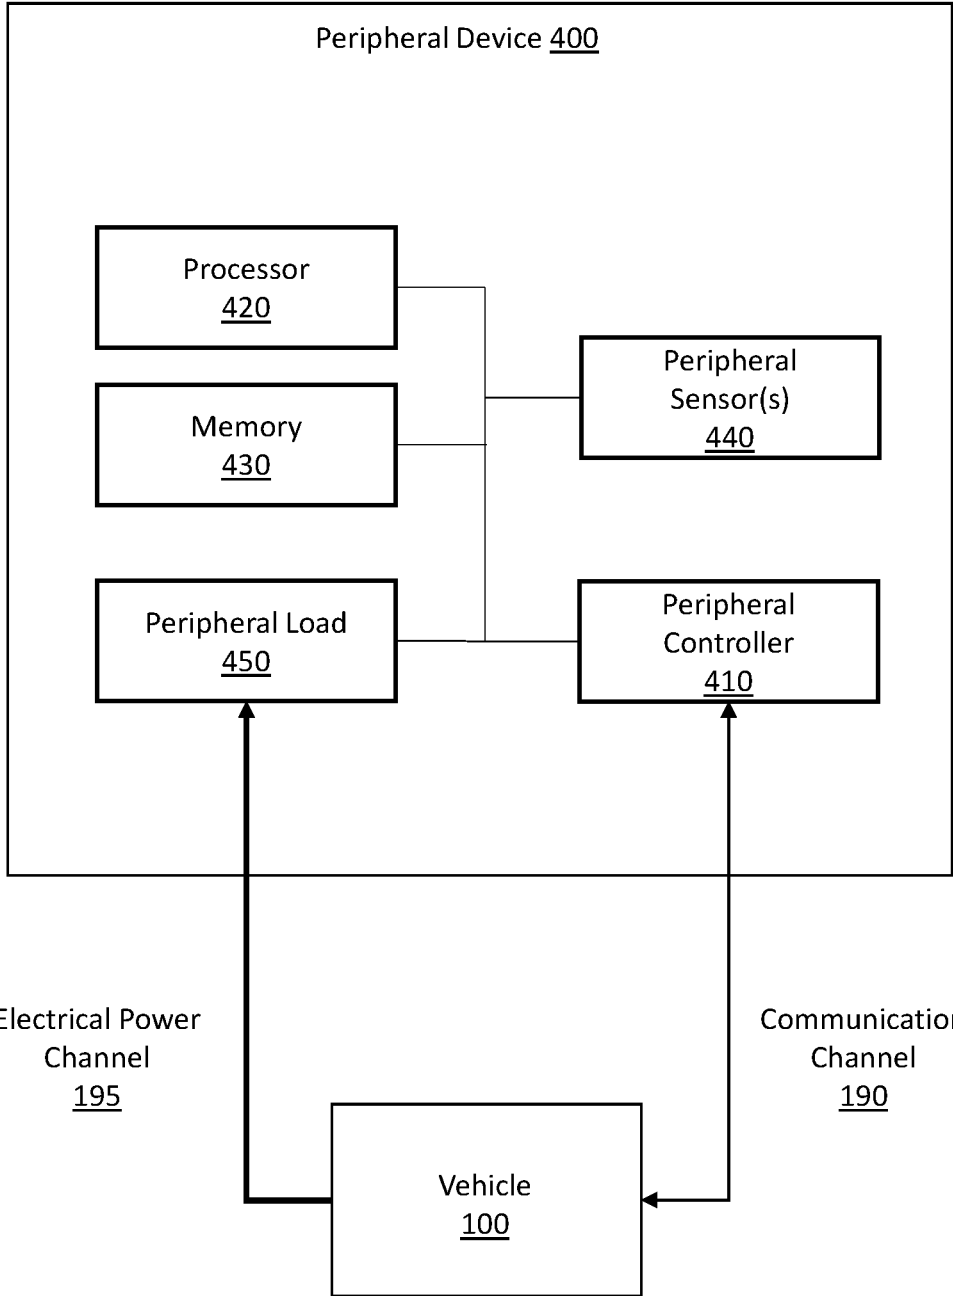 Peripheral Device 400
Processor
420
Peripheral
Sensor(s)
440
Memory
430
Peripheral Load
450
Peripheral
Controller
410
Electrical Power
Channel
195
Communication
Channel
190
Vehicle
100